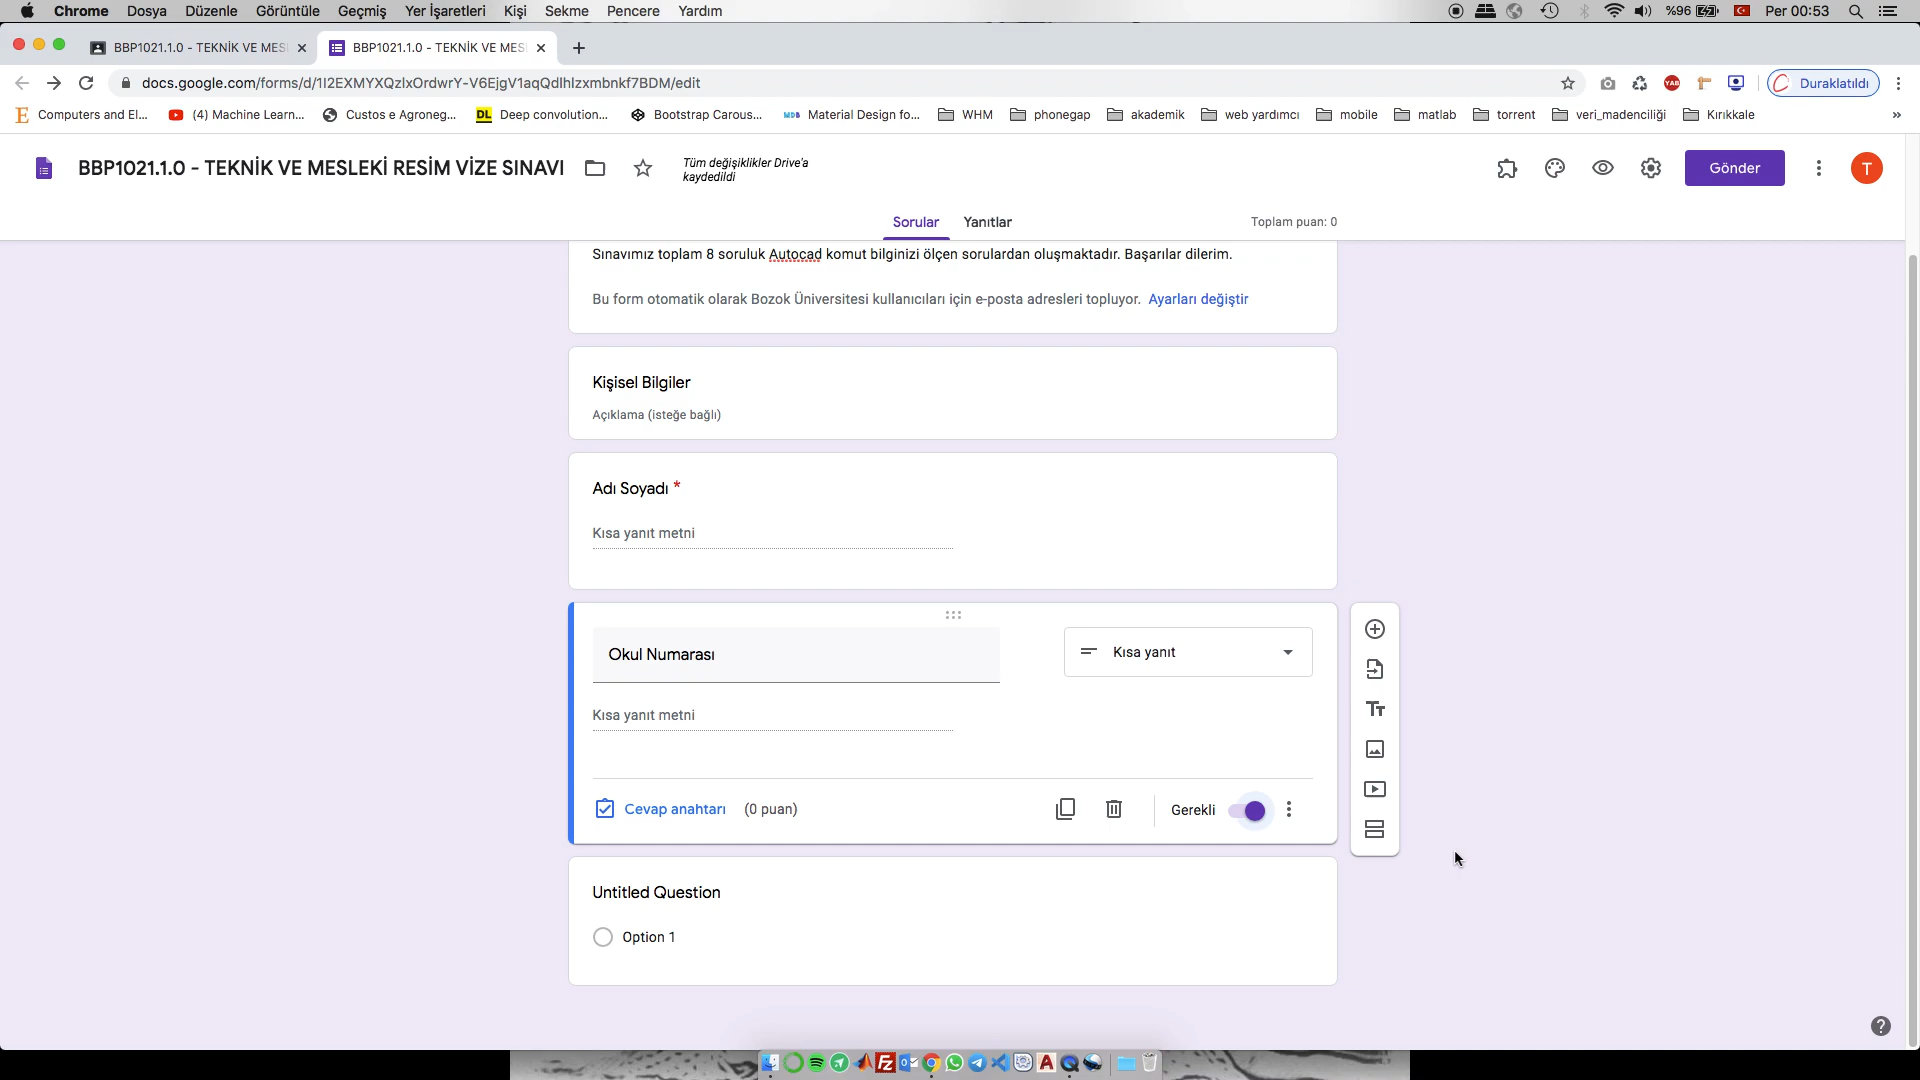 Chrome Dosya Düzenle Görüntüle Geçmiş Yer İşaretleri Kişi Sekme Pencere Yardım %96 Per 00:53
BBP1021.1.0 - TEKNİK VE MES BBP1021.1.0 - TEKNİK VE MES
docs.google.com/forms/d/1I2EXMYXQzlxOrdwrY-V6EjgV1aqQdlhlzxmbnkf7BDM/edit YAB Duraklatıldı
Computers and El... (4) Machine Learn... Custos e Agroneg... DL Deep convolution... Bootstrap Carous... MDB Material Design fo... WHM phonegap akademik web yardımcı mobile matlab torrent veri_madenciliği Kırıkkale »
BBP1021.1.0 - TEKNİK VE MESLEKİ RESİM VİZE SINAVI
Tüm değişiklikler Drive'a
kaydedildi
Gönder
T
Sorular Yanıtlar Toplam puan: 0
Sınavımız toplam 8 soruluk Autocad komut bilginizi ölçen sorulardan oluşmaktadır. Başarılar dilerim.
Bu form otomatik olarak Bozok Üniversitesi kullanıcıları için e-posta adresleri topluyor. Ayarları değiştir
Kişisel Bilgiler
Açıklama (isteğe bağlı)
Adı Soyadı *
Kısa yanıt metni
Okul Numarası
Kısa yanıt
Kısa yanıt metni
Cevap anahtarı (0 puan)
Gerekli
Untitled Question
Option 1